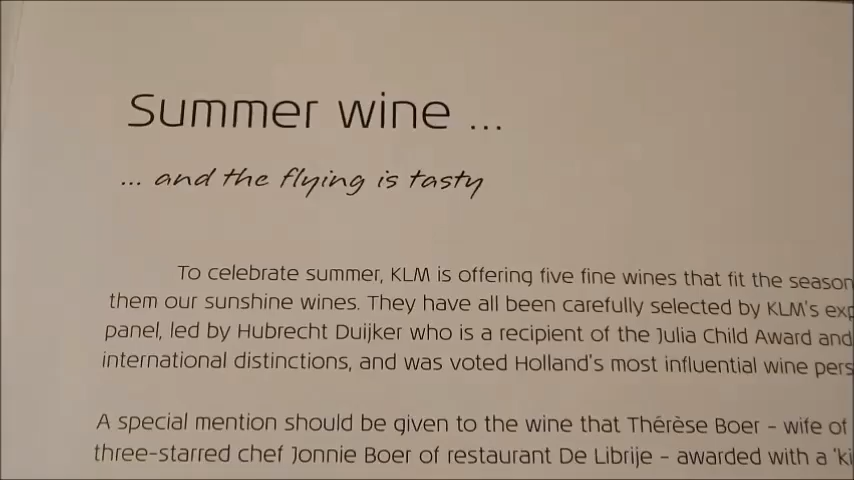 Summer wine ...
... and the flying is tasty
To celebrate summer, KLM is offering five fine wines that fit the season
them our sunshine wines. They have all been carefully selected by KLM's
panel, led by Hubrecht Duijker who is a recipient of the Julia Child Award and
international distinctions, and was voted Holland's most influential wine
A special mention should be given to the wine that Thérèse Boer – wife of
three-starred chef Jonnie Boer of restaurant De Librije – awarded with a